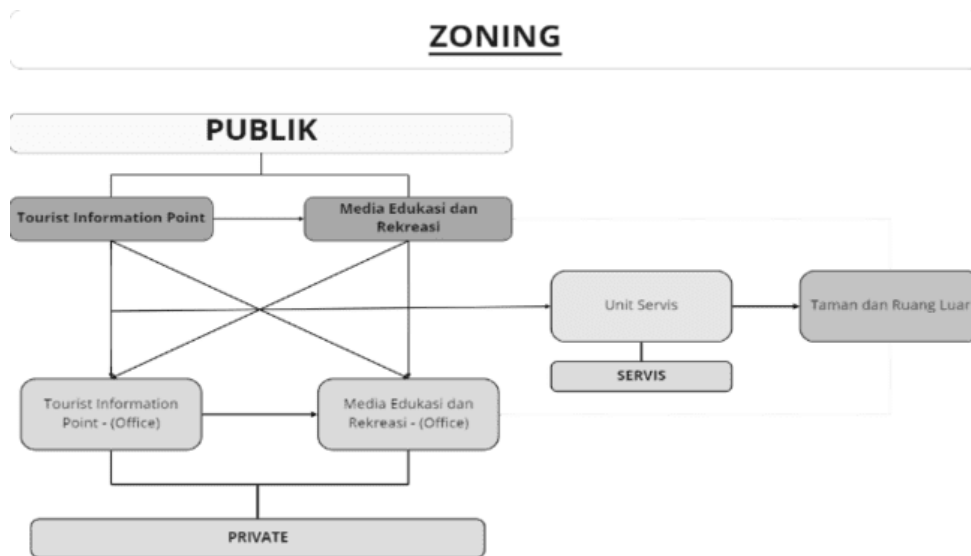 ZONING
PUBLIK
Tourist Information Point
Media Edukasi dan
Rekreasi
Unit Servis
Taman dan Ruang Luar
SERVIS
Tourist Information
Point - (Office)
Media Edukasi dan
Rekreasi - (Office)
PRIVATE